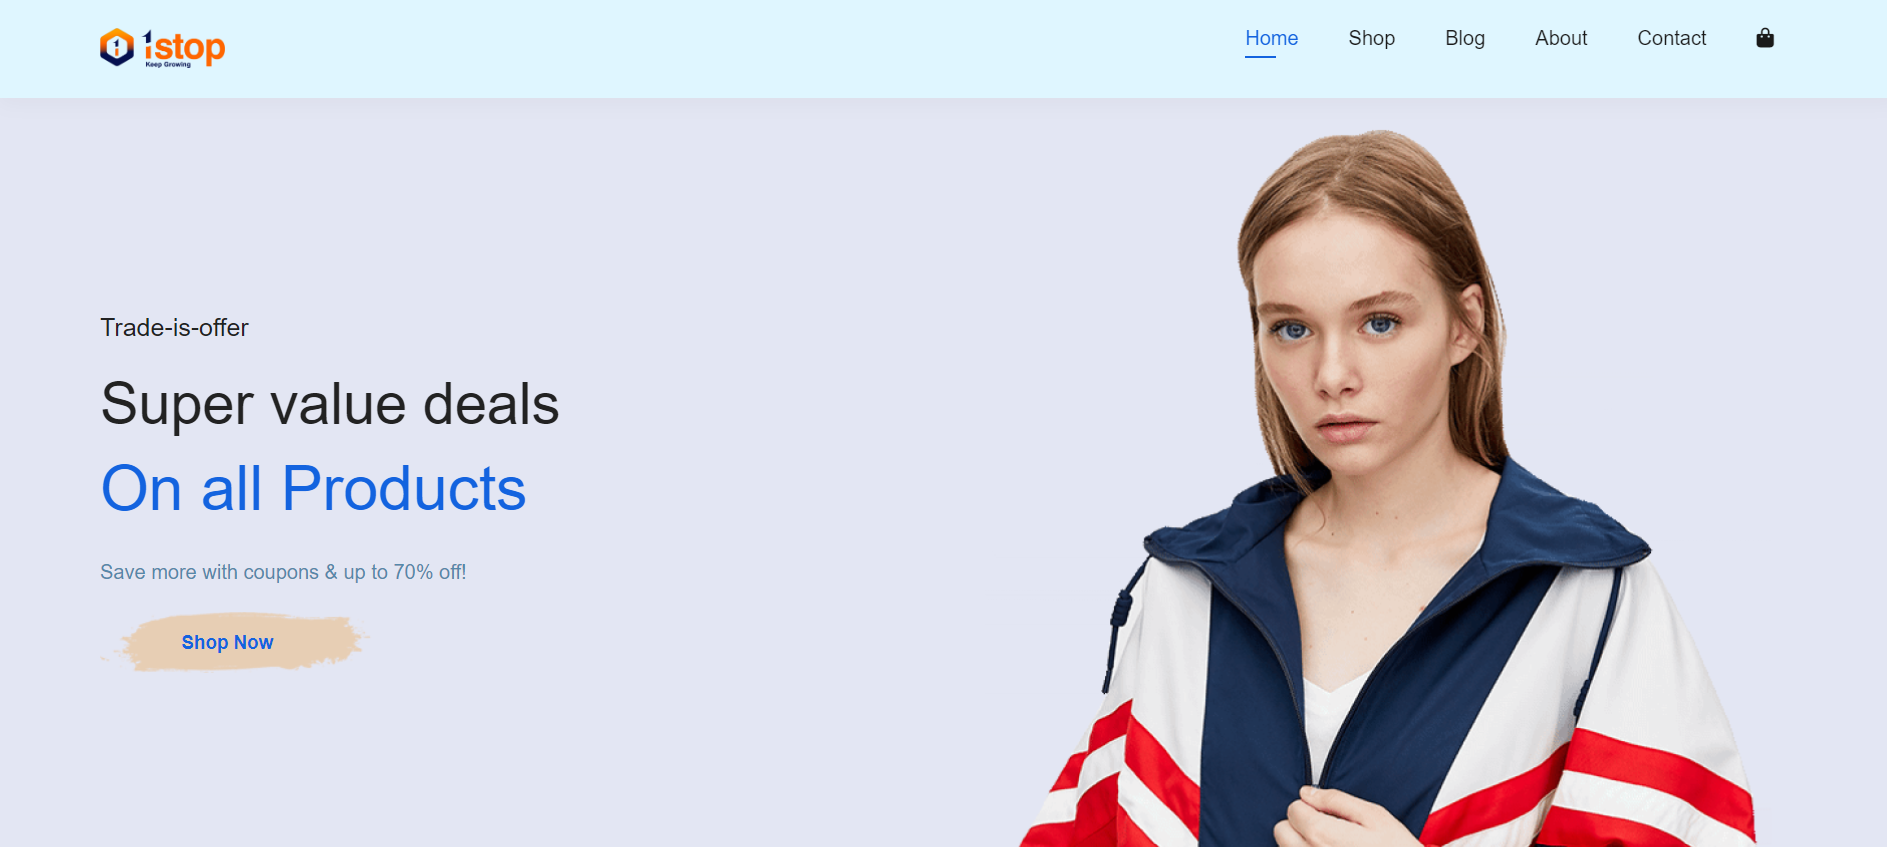 1stop
Keep Growing
Home Shop Blog About Contact
Trade-is-offer
Super value deals
On all Products
Save more with coupons & up to 70% off!
Shop Now